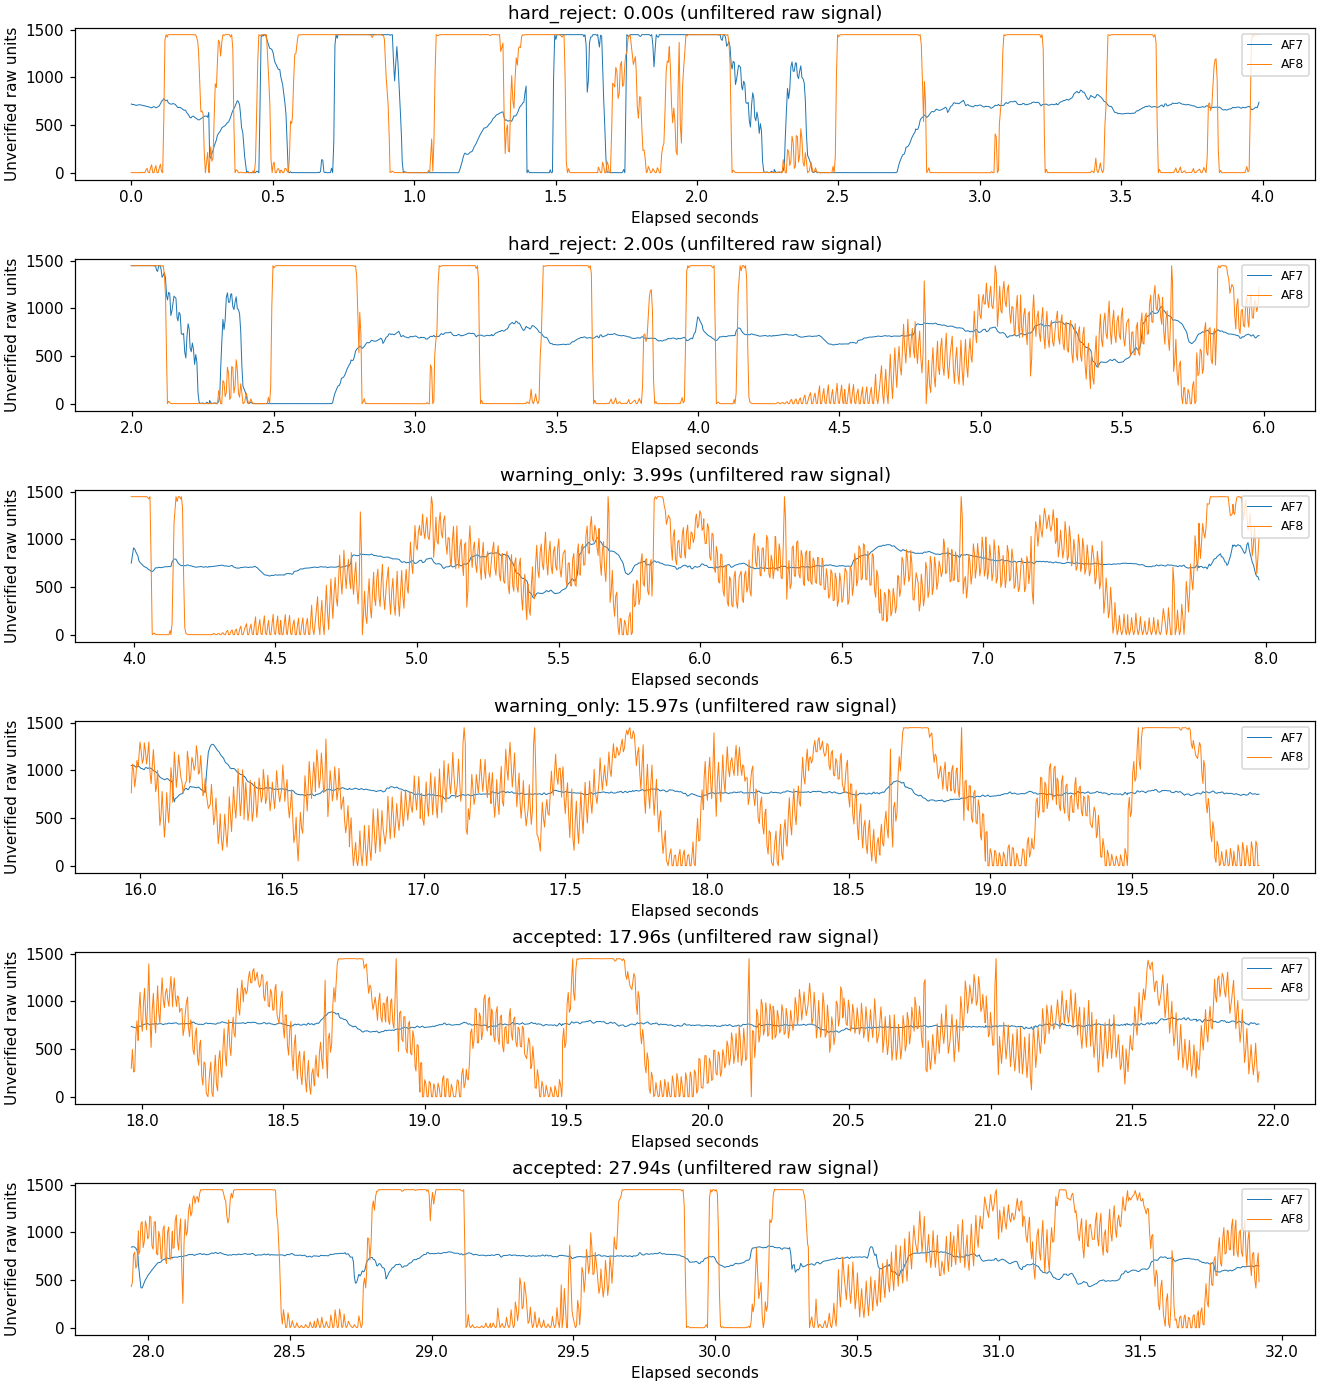 hard_reject: 0.00s (unfiltered raw signal)
Unverified raw units
1500
1000
500
0
AF7
AF8
0.0 0.5 1.0 1.5 2.0 2.5 3.0 3.5 4.0
Elapsed seconds
hard_reject: 2.00s (unfiltered raw signal)
Unverified raw units
1500
1000
500
0
AF7
AF8
2.0 2.5 3.0 3.5 4.0 4.5 5.0 5.5 6.0
Elapsed seconds
warning_only: 3.99s (unfiltered raw signal)
Unverified raw units
1500
1000
500
0
AF7
AF8
4.0 4.5 5.0 5.5 6.0 6.5 7.0 7.5 8.0
Elapsed seconds
warning_only: 15.97s (unfiltered raw signal)
Unverified raw units
1500
1000
500
0
AF7
AF8
16.0 16.5 17.0 17.5 18.0 18.5 19.0 19.5 20.0
Elapsed seconds
accepted: 17.96s (unfiltered raw signal)
Unverified raw units
1500
1000
500
0
AF7
AF8
18.0 18.5 19.0 19.5 20.0 20.5 21.0 21.5 22.0
Elapsed seconds
accepted: 27.94s (unfiltered raw signal)
Unverified raw units
1500
1000
500
0
AF7
AF8
28.0 28.5 29.0 29.5 30.0 30.5 31.0 31.5 32.0
Elapsed seconds